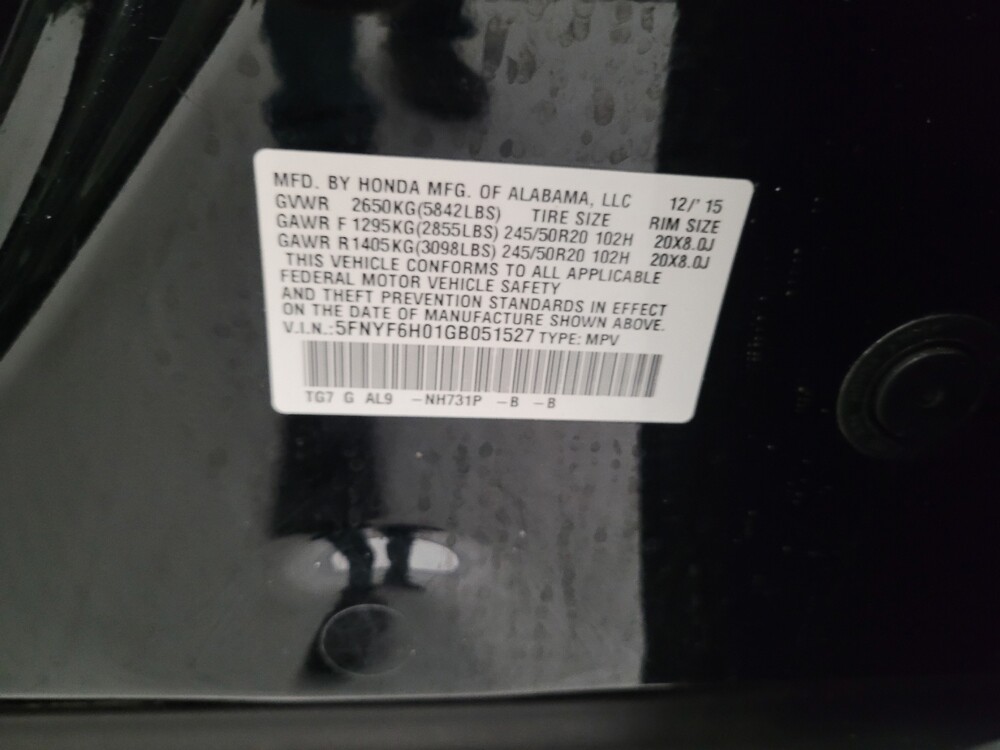 MFD. BY HONDA MFG. OF ALABAMA, LLC 12/' 15
GVWR 2650KG(5842LBS) TIRE SIZE RIM SIZE
GAWR F 1295KG(2855LBS) 245/50R20 102H 20X8.0J
GAWR R 1405KG(3098LBS) 245/50R20 102H 20X8.0J
THIS VEHICLE CONFORMS TO ALL APPLICABLE
FEDERAL MOTOR VEHICLE SAFETY
AND THEFT PREVENTION STANDARDS IN EFFECT
ON THE DATE OF MANUFACTURE SHOWN ABOVE.
V.I.N.:5FNYF6H01GB051527 TYPE: MPV
TG7 G AL9 -NH731P -B -B